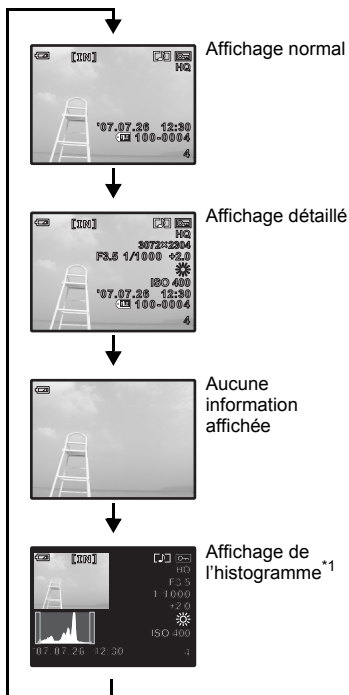 [IN]
HQ
'07.07.26 12:30
100-0004
4
Affichage normal
[IN]
HQ
3072×2304
F3.5 1/1000 +2.0
ISO 400
'07.07.26 12:30
100-0004
4
Affichage détaillé
Aucune
information
affichée
[IN]
HQ
F3.5
1/1000
+2.0
ISO 400
'07.07.26 12:30
4
Affichage de
l'histogramme*1